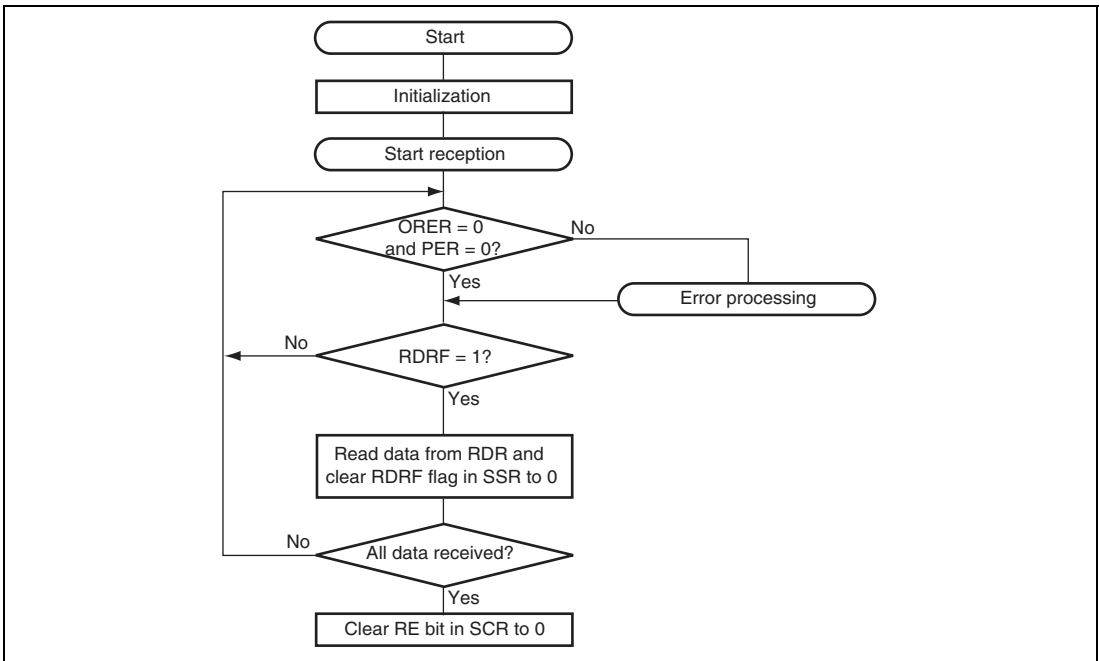 Start
Initialization
Start reception
ORER = 0
and PER = 0?
No
Yes
Error processing
No
RDRF = 1?
Yes
Read data from RDR and
clear RDRF flag in SSR to 0
No
All data received?
Yes
Clear RE bit in SCR to 0